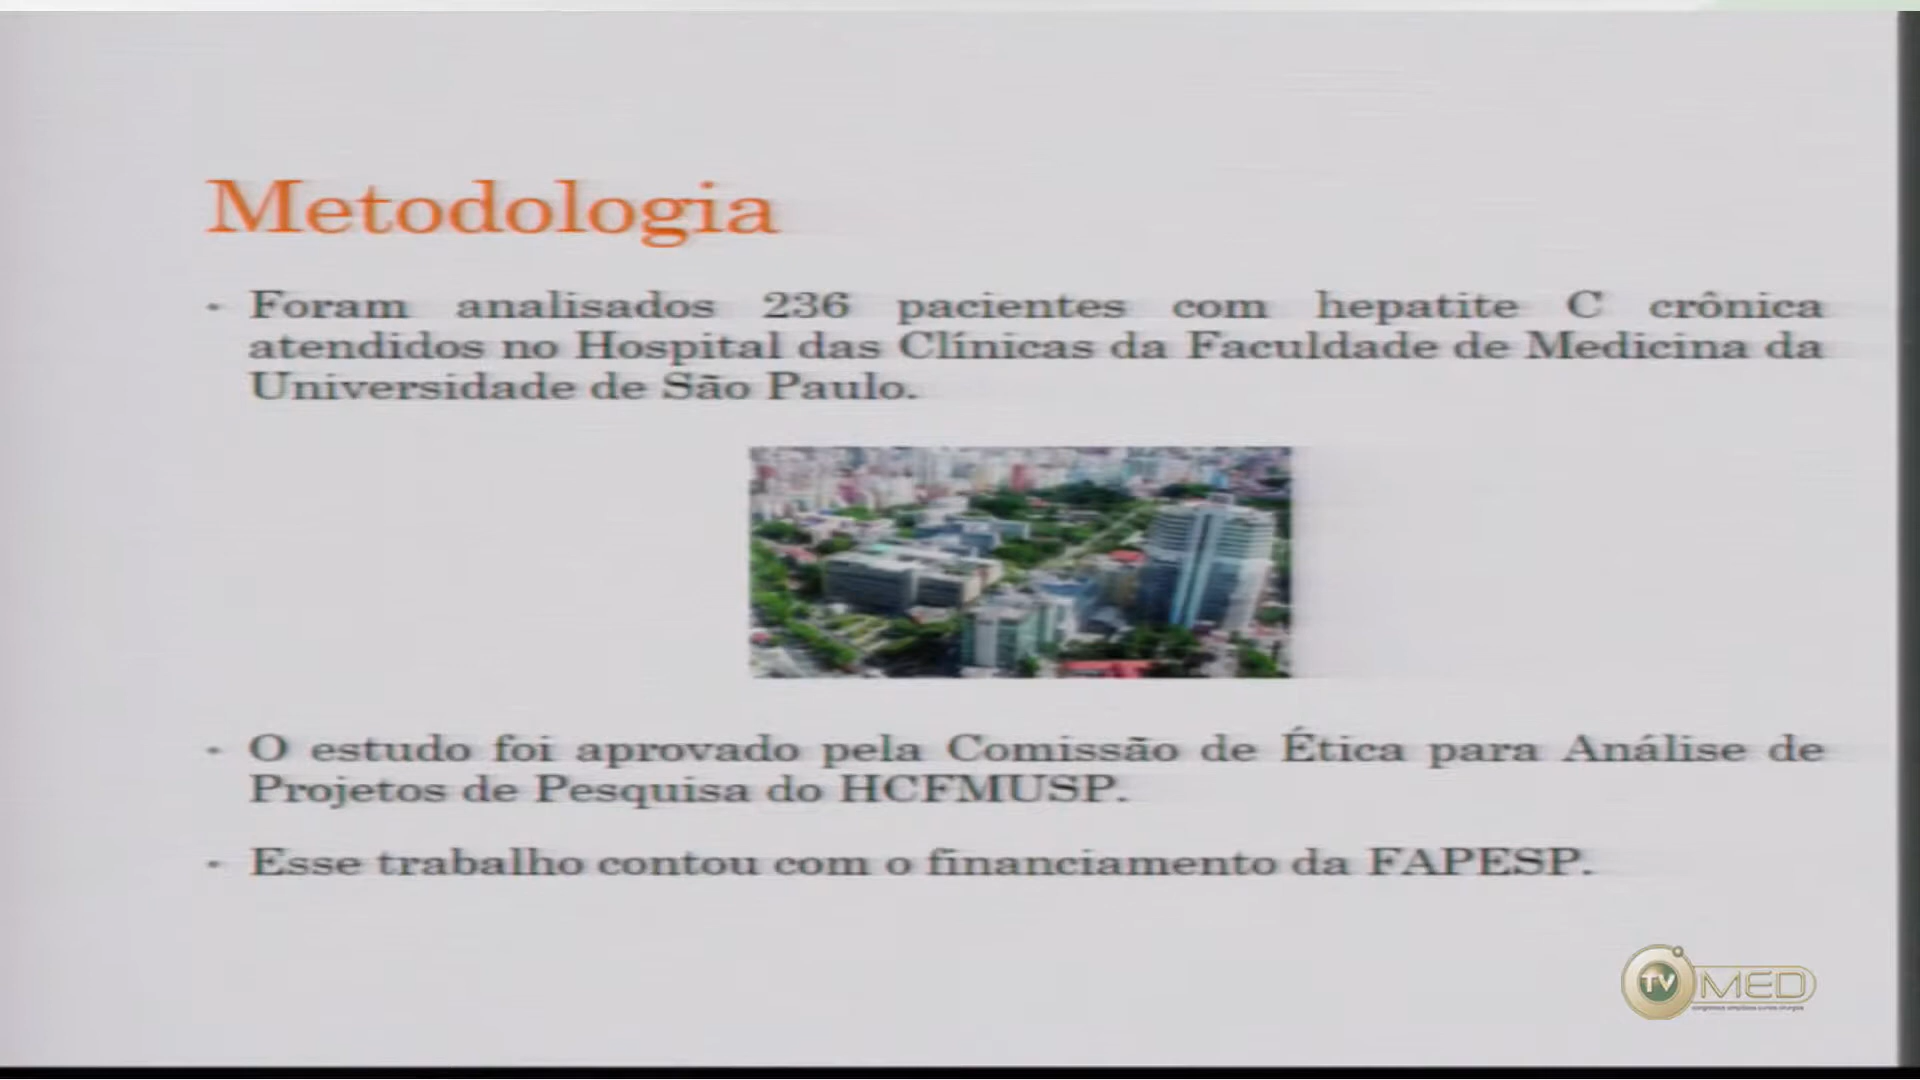 Metodologia
• Foram analisados 236 pacientes com hepatite C crônica
atendidos no Hospital das Clínicas da Faculdade de Medicina da
Universidade de São Paulo.
• O estudo foi aprovado pela Comissão de Ética para Análise de
Projetos de Pesquisa do HCFMUSP.
• Esse trabalho contou com o financiamento da FAPESP.
TV MED